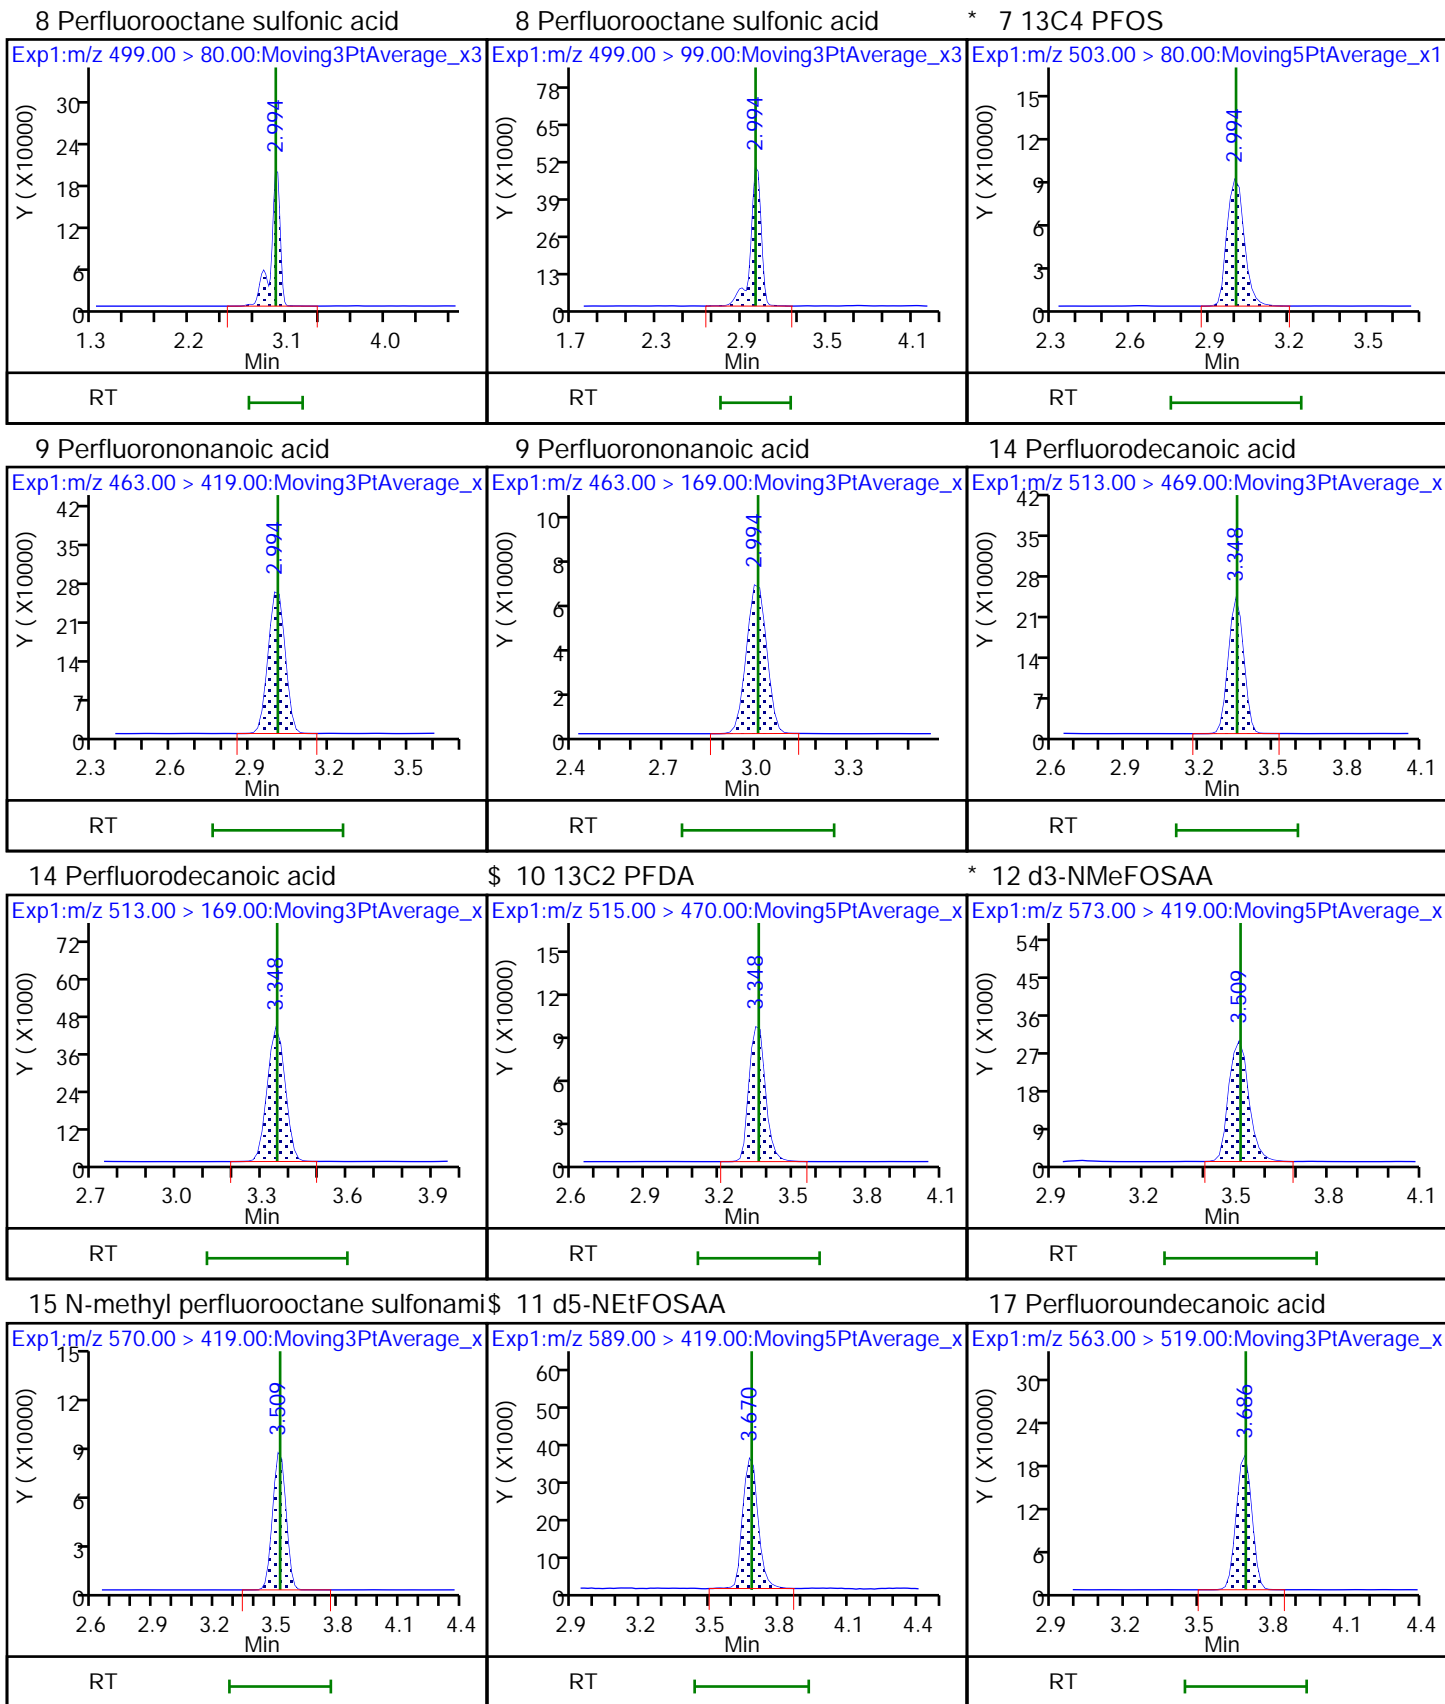 8 Perfluorooctane sulfonic acid
Exp1:m/z 499.00 > 80.00:Moving3PtAverage_x3
Y ( X10000)
30
24
18
12
6
0
2.994
1.3 2.2 3.1 4.0
Min
RT
8 Perfluorooctane sulfonic acid
Exp1:m/z 499.00 > 99.00:Moving3PtAverage_x3
Y ( X10000)
78
65
52
39
26
13
0
2.994
1.7 2.3 2.9 3.5 4.1
Min
RT
* 7 13C4 PFOS
Exp1:m/z 503.00 > 80.00:Moving5PtAverage_x1
Y ( X10000)
15
12
9
6
3
0
2.994
2.3 2.6 2.9 3.2 3.5
Min
RT
9 Perfluorononanoic acid
Exp1:m/z 463.00 > 419.00:Moving3PtAverage_x
Y ( X10000)
42
35
28
21
14
7
0
2.994
2.3 2.6 2.9 3.2 3.5
Min
RT
9 Perfluorononanoic acid
Exp1:m/z 463.00 > 169.00:Moving3PtAverage_x
Y ( X10000)
10
8
6
4
2
0
2.994
2.4 2.7 3.0 3.3
Min
RT
14 Perfluorodecanoic acid
Exp1:m/z 513.00 > 469.00:Moving3PtAverage_x
Y ( X10000)
42
35
28
21
14
7
0
3.348
2.6 2.9 3.2 3.5 3.8 4.1
Min
RT
14 Perfluorodecanoic acid
Exp1:m/z 513.00 > 169.00:Moving3PtAverage_x
Y ( X1000)
72
60
48
36
24
12
0
3.348
2.7 3.0 3.3 3.6 3.9
Min
RT
$ 10 13C2 PFDA
Exp1:m/z 515.00 > 470.00:Moving5PtAverage_x
Y ( X10000)
15
12
9
6
3
0
3.348
2.6 2.9 3.2 3.5 3.8 4.1
Min
RT
* 12 d3-NMeFOSAA
Exp1:m/z 573.00 > 419.00:Moving5PtAverage_x
Y ( X1000)
54
45
36
27
18
9
0
3.509
2.9 3.2 3.5 3.8 4.1
Min
RT
15 N-methyl perfluorooctane sulfonami
Exp1:m/z 570.00 > 419.00:Moving3PtAverage_x
Y ( X10000)
15
12
9
6
3
0
3.509
2.6 2.9 3.2 3.5 3.8 4.1 4.4
Min
RT
$ 11 d5-NEtFOSAA
Exp1:m/z 589.00 > 419.00:Moving5PtAverage_x
Y ( X1000)
60
50
40
30
20
10
0
3.670
2.9 3.2 3.5 3.8 4.1 4.4
Min
RT
17 Perfluoroundecanoic acid
Exp1:m/z 563.00 > 519.00:Moving3PtAverage_x
Y ( X10000)
30
24
18
12
6
0
3.686
2.9 3.2 3.5 3.8 4.1 4.4
Min
RT